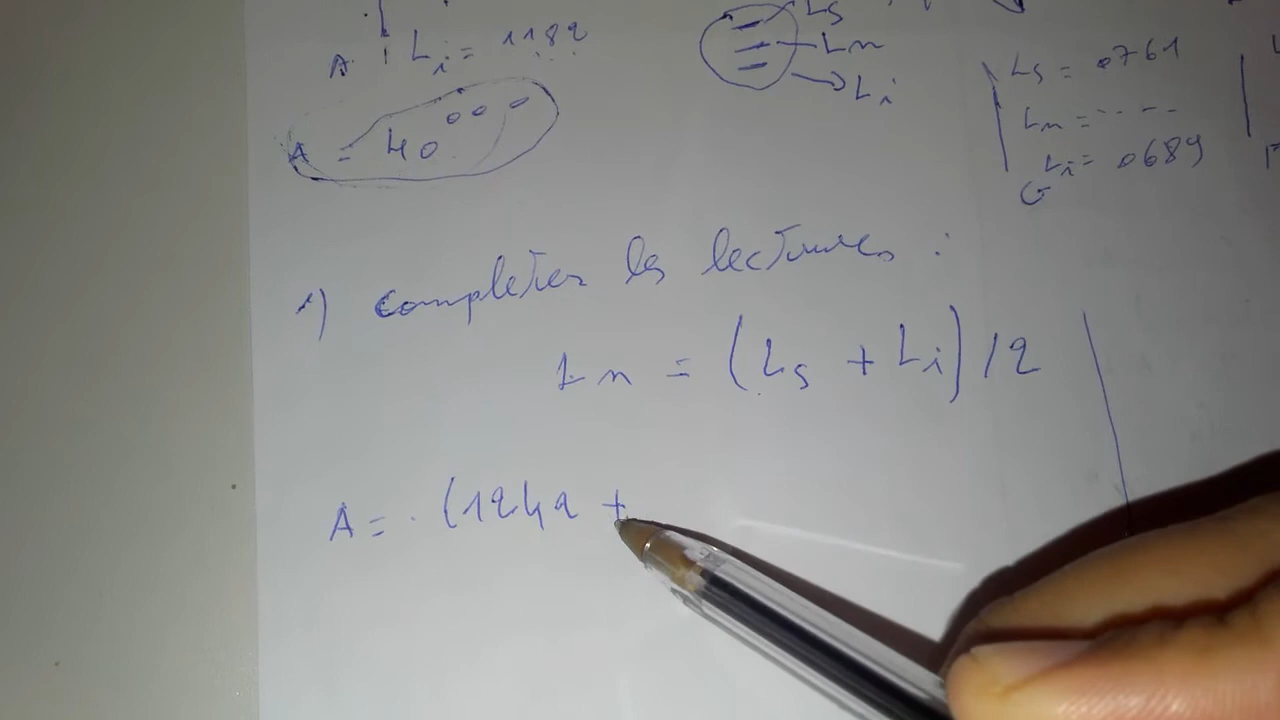 Li = 1182
A
A = 40°°°
Ls
Lm
Li
Ls = 0761
Lm = - - - -
Li = 0689
G
1) completer les lectures :
Lm = (Ls + Li) / 2
A = (1242 +